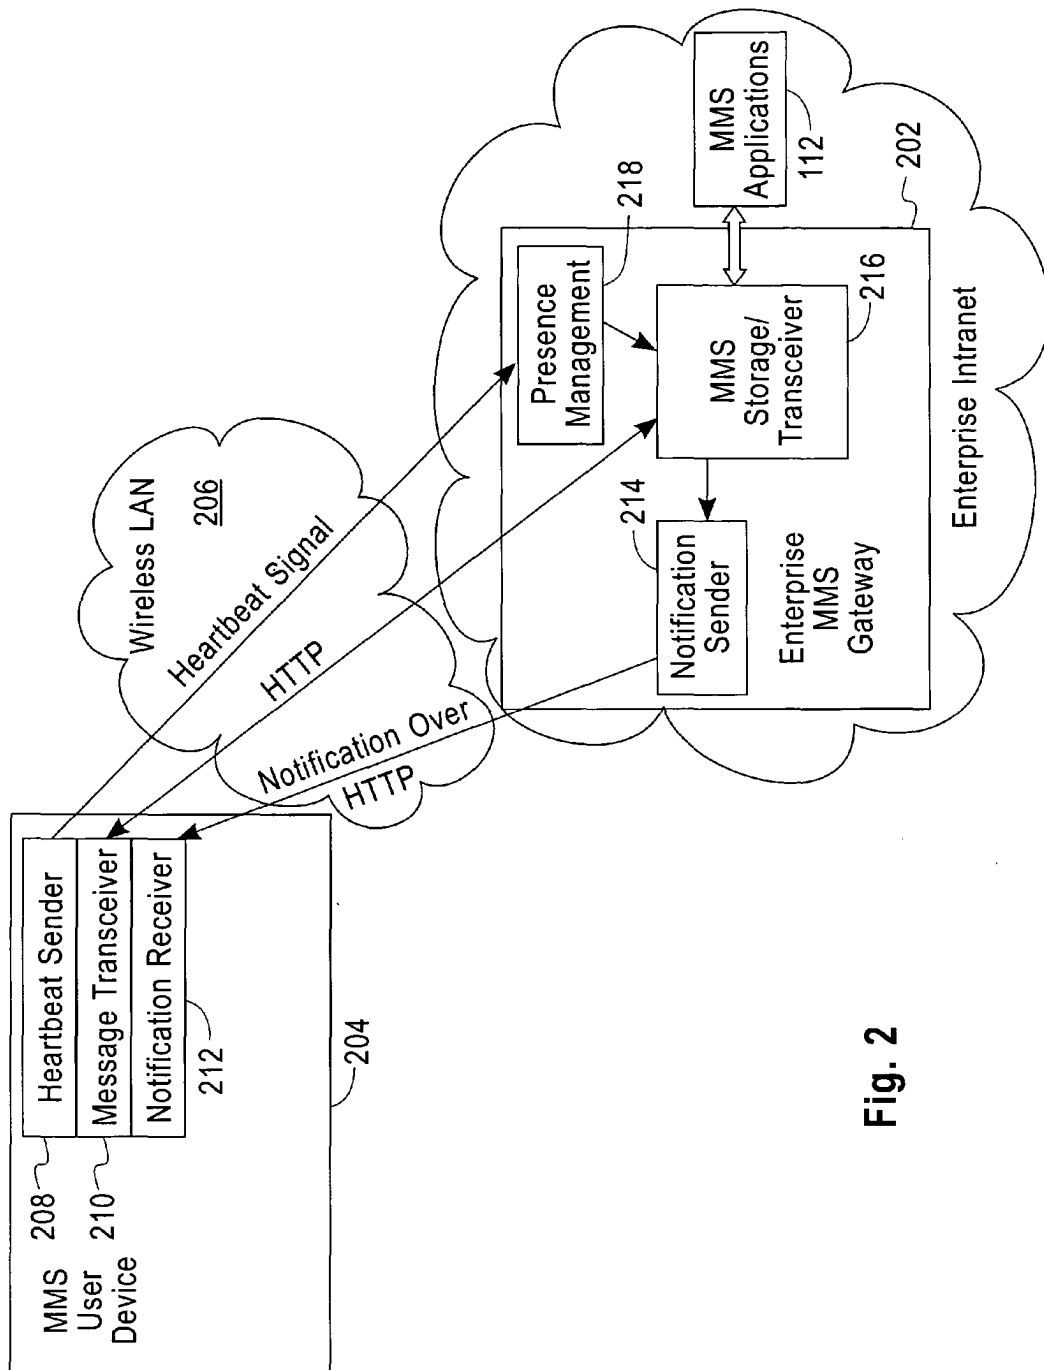 MMS
User
Device
208
210
Heartbeat Sender
Message Transceiver
Notification Receiver
212
204
Wireless LAN
206
Heartbeat Signal
HTTP
Notification Over
HTTP
Presence
Management
218
MMS
Applications
112
202
MMS
Storage/
Transceiver
216
214
Notification
Sender
Enterprise
MMS
Gateway
Enterprise Intranet
Fig. 2